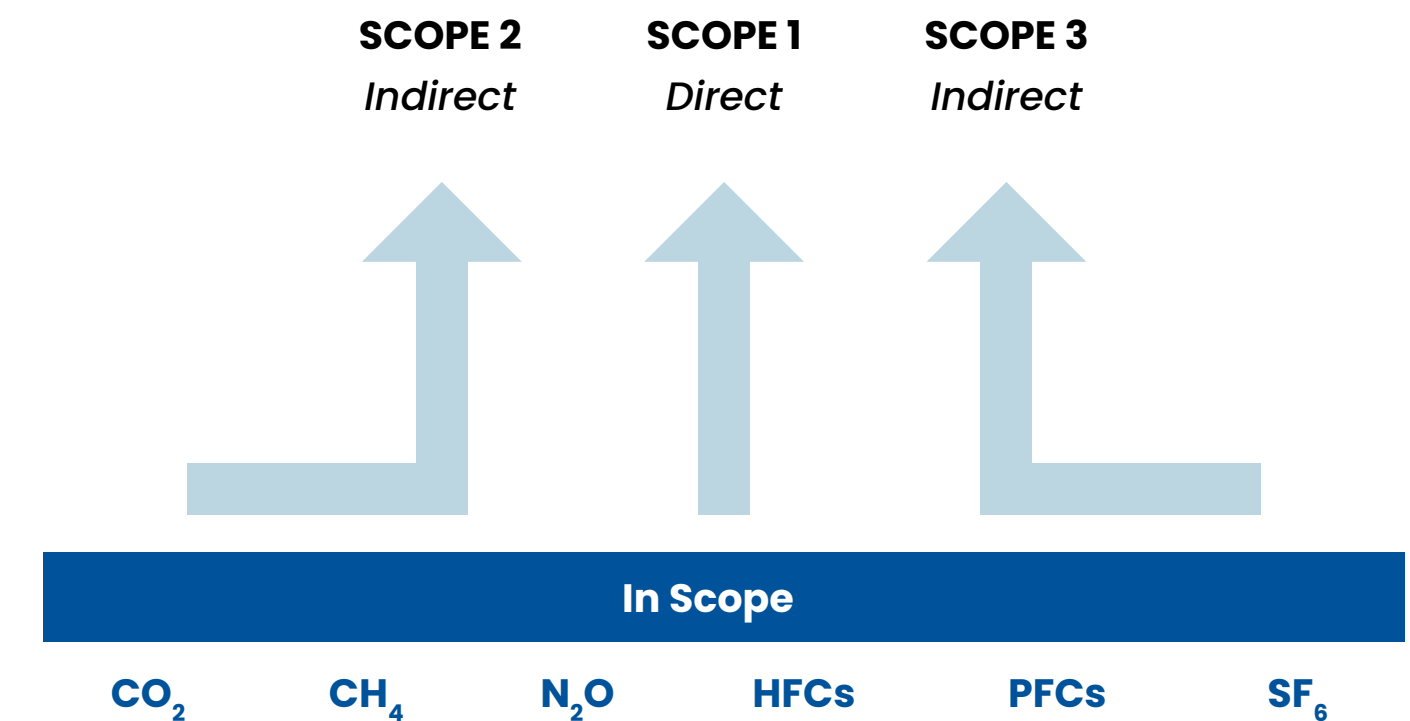 SCOPE 2 SCOPE 1 SCOPE 3
Indirect Direct Indirect
In Scope
CO₂ CH₄ N₂O HFCs PFCs SF₆